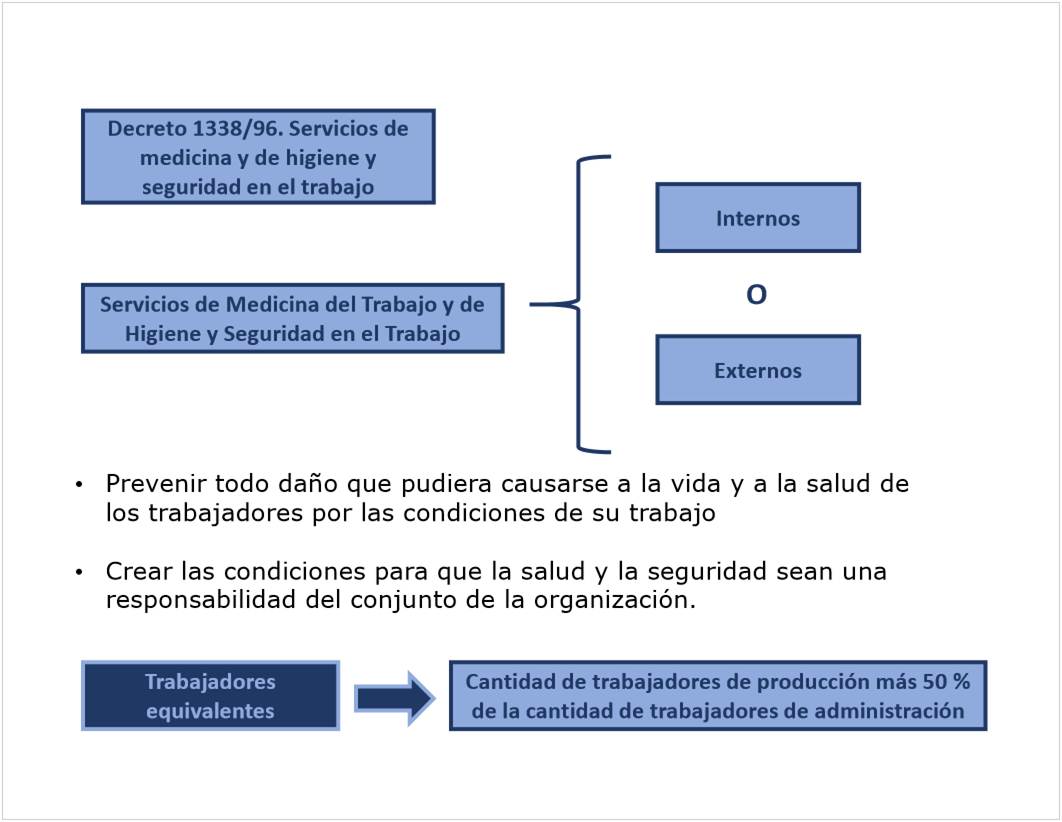 Decreto 1338/96. Servicios de
medicina y de higiene y
seguridad en el trabajo
Servicios de Medicina del Trabajo y de
Higiene y Seguridad en el Trabajo
Internos
O
Externos
• Prevenir todo daño que pudiera causarse a la vida y a la salud de
los trabajadores por las condiciones de su trabajo
• Crear las condiciones para que la salud y la seguridad sean una
responsabilidad del conjunto de la organización.
Trabajadores
equivalentes
Cantidad de trabajadores de producción más 50 %
de la cantidad de trabajadores de administración